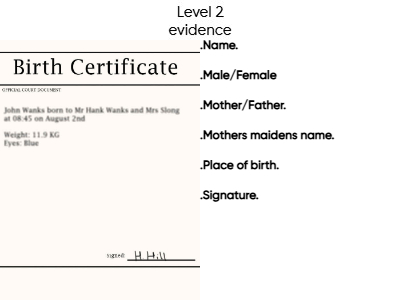 Level 2
evidence
Birth Certificate
OFFICIAL COURT DOCUMENT
John Wanks born to Mr Hank Wanks and Mrs Slong
at 08:45 on August 2nd
Weight: 11.9 KG
Eyes: Blue
signed: H Hill
.Name.
.Male/Female
.Mother/Father.
.Mothers maidens name.
.Place of birth.
.Signature.